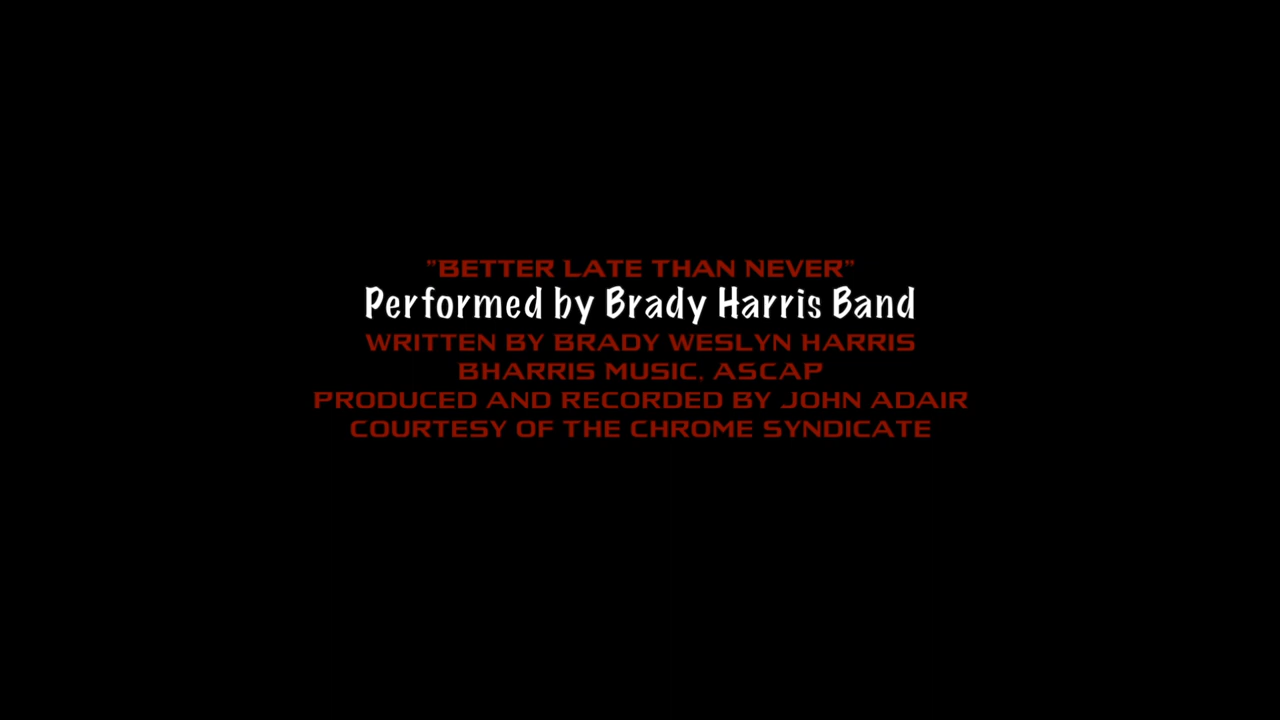 "BETTER LATE THAN NEVER"
Performed by Brady Harris Band
WRITTEN BY BRADY WESLYN HARRIS
BHARRIS MUSIC. ASCAP
PRODUCED AND RECORDED BY JOHN ADAIR
COURTESY OF THE CHROME SYNDICATE